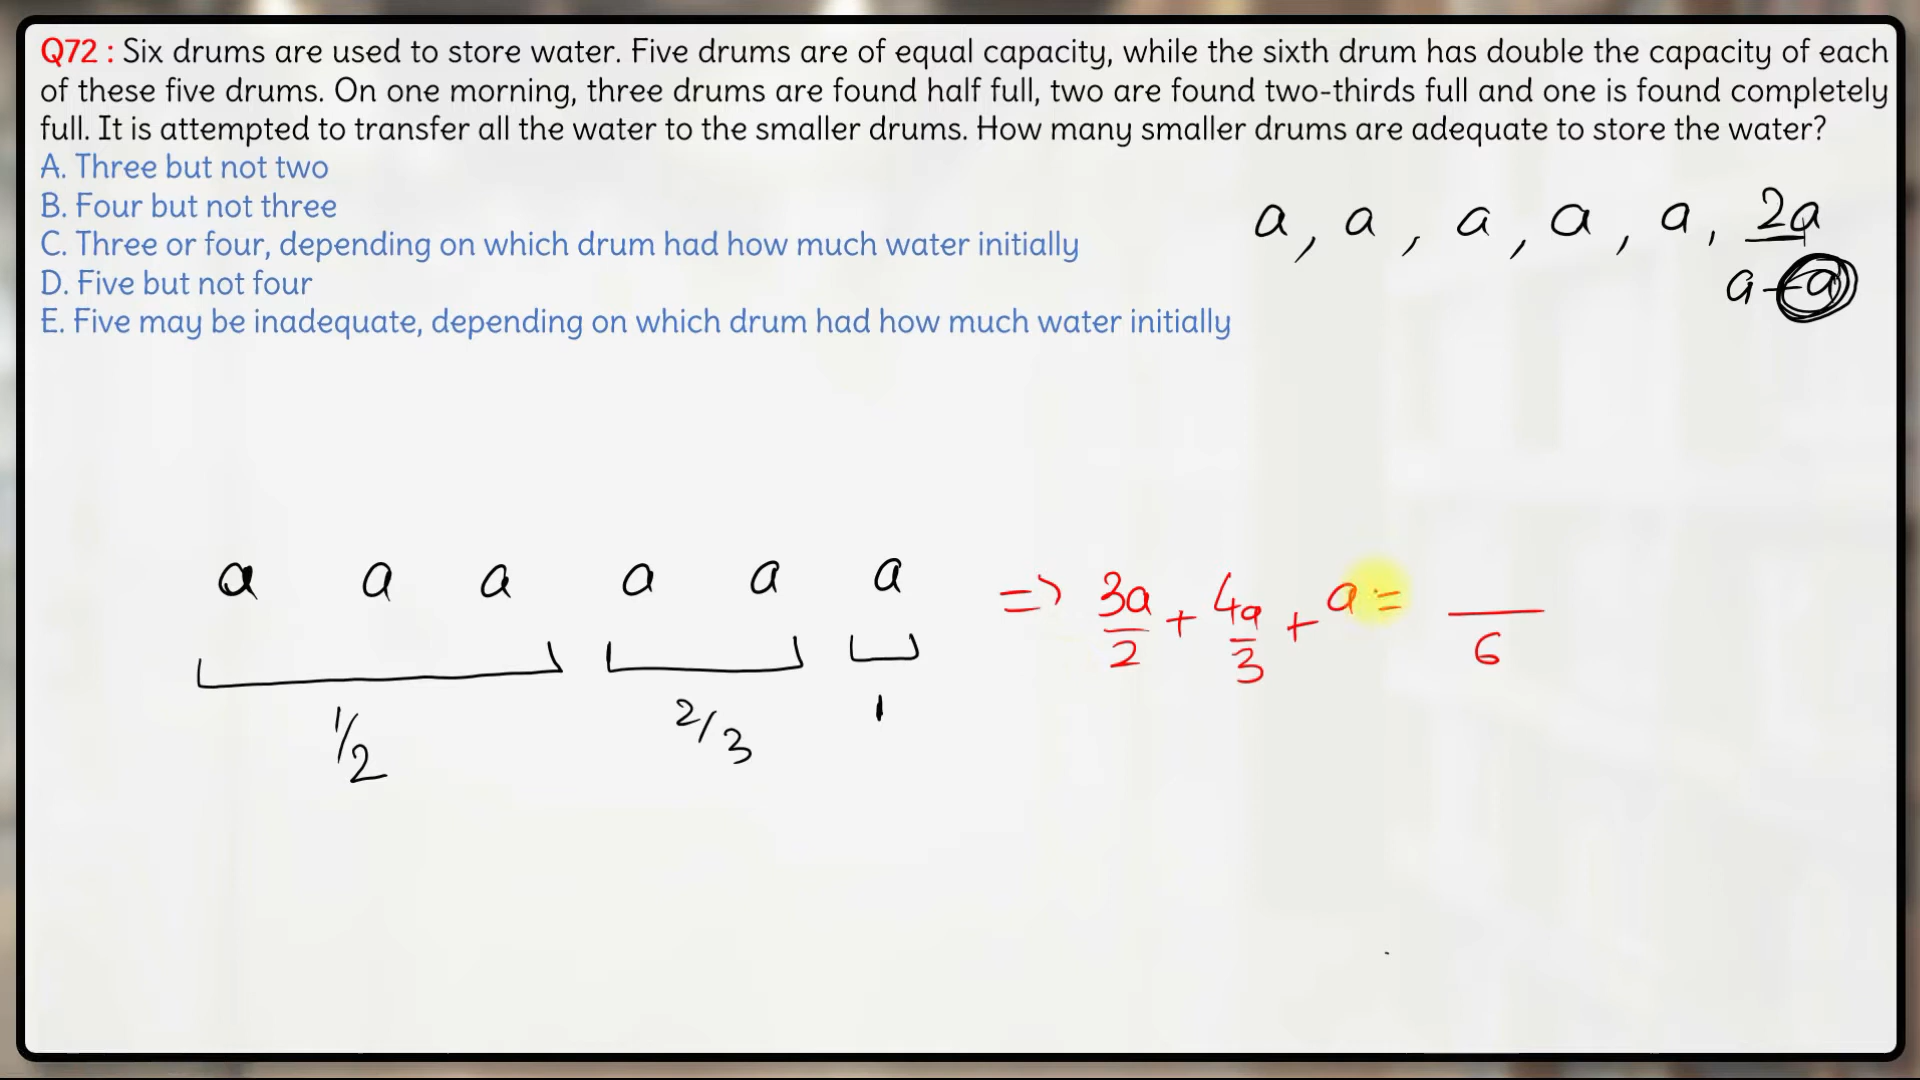 Q72 : Six drums are used to store water. Five drums are of equal capacity, while the sixth drum has double the capacity of each
of these five drums. On one morning, three drums are found half full, two are found two-thirds full and one is found completely
full. It is attempted to transfer all the water to the smaller drums. How many smaller drums are adequate to store the water?
A. Three but not two
B. Four but not three
C. Three or four, depending on which drum had how much water initially
D. Five but not four
E. Five may be inadequate, depending on which drum had how much water initially
a, a, a, a, a, 2a
a + a
a a a a a a => 3a/2 + 4a/3 + a = /6
1/2 2/3 1